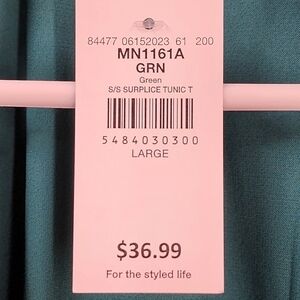 84477 06152023 61 200
MN1161A
GRN
Green
S/S SURPLICE TUNIC T
5484030300
LARGE
$36.99
For the styled life